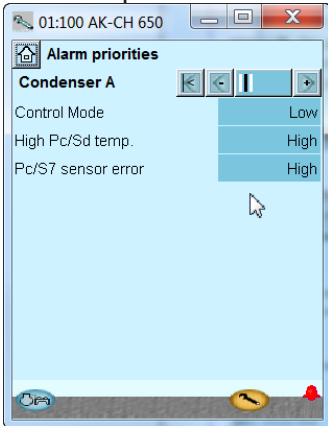 01:100 AK-CH 650
Alarm priorities
Condenser A
Control Mode Low
High Pc/Sd temp. High
Pc/S7 sensor error High